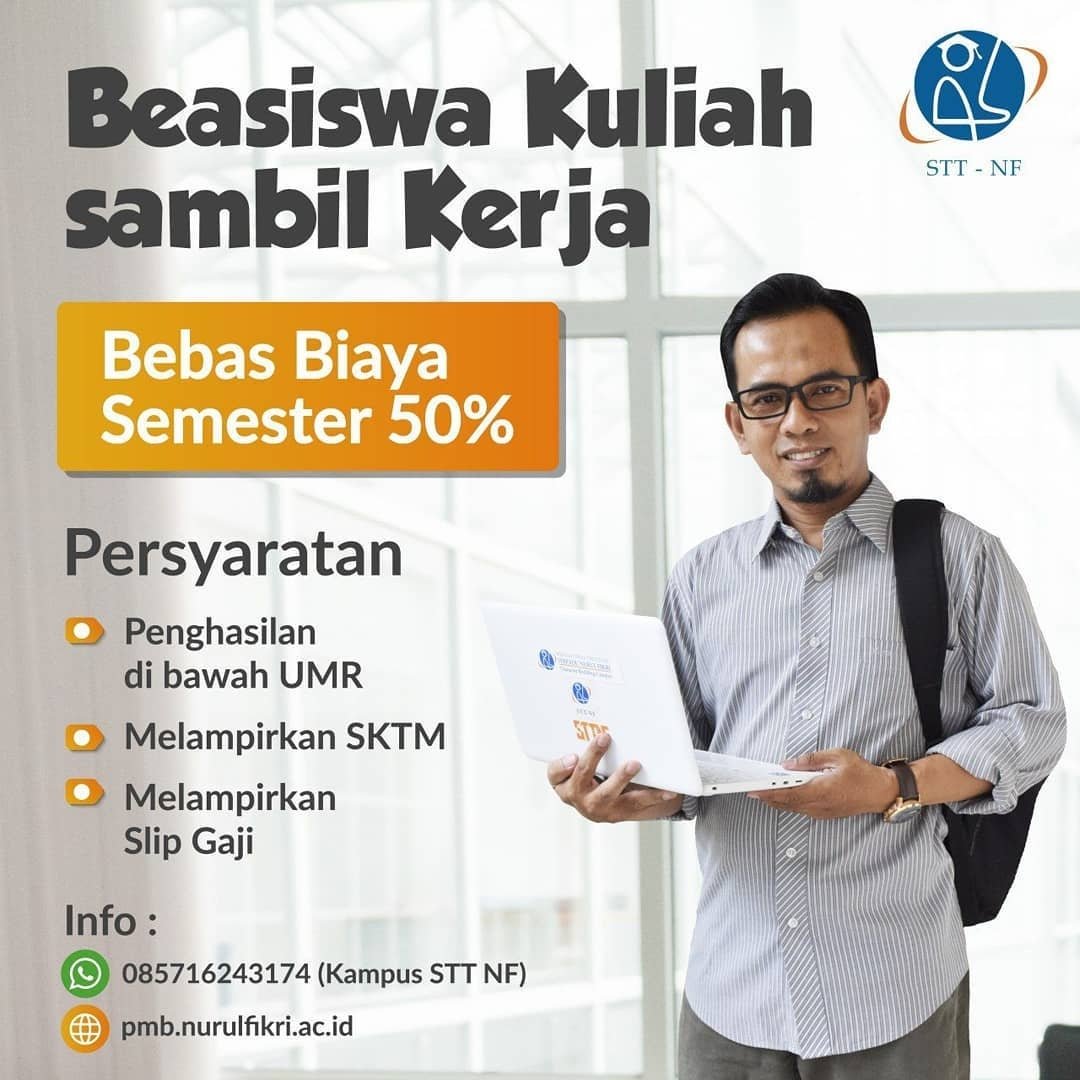 Beasiswa Kuliah
sambil Kerja
STT - NF
Bebas Biaya
Semester 50%
Persyaratan
Penghasilan
di bawah UMR
Melampirkan SKTM
Melampirkan
Slip Gaji
Info :
085716243174 (Kampus STT NF)
pmb.nurulfikri.ac.id